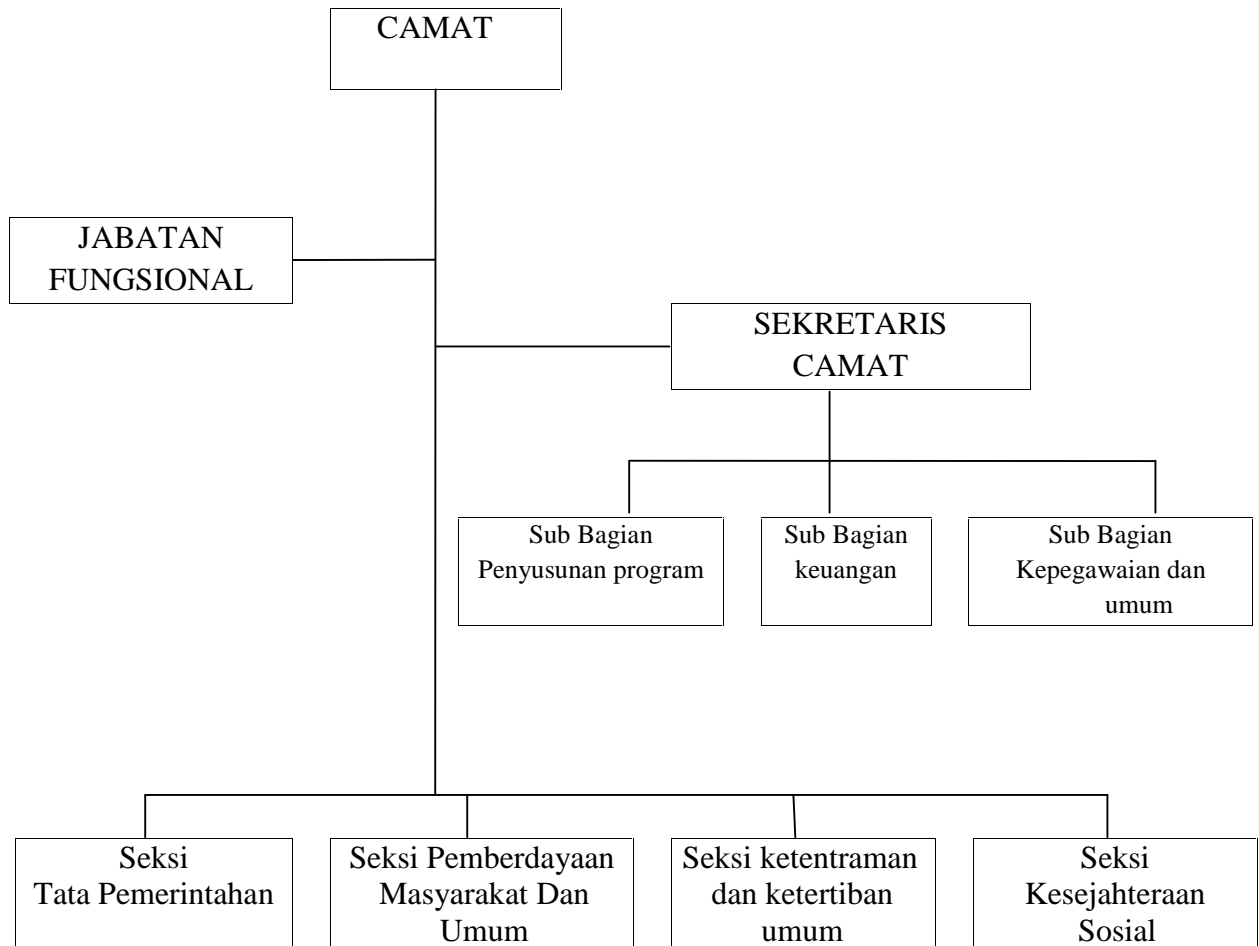 CAMAT
JABATAN
FUNGSIONAL
SEKRETARIS
CAMAT
Sub Bagian
Penyusunan program
Sub Bagian
keuangan
Sub Bagian
Kepegawaian dan
umum
Seksi
Tata Pemerintahan
Seksi Pemberdayaan
Masyarakat Dan
Umum
Seksi ketentraman
dan ketertiban
umum
Seksi
Kesejahteraan
Sosial